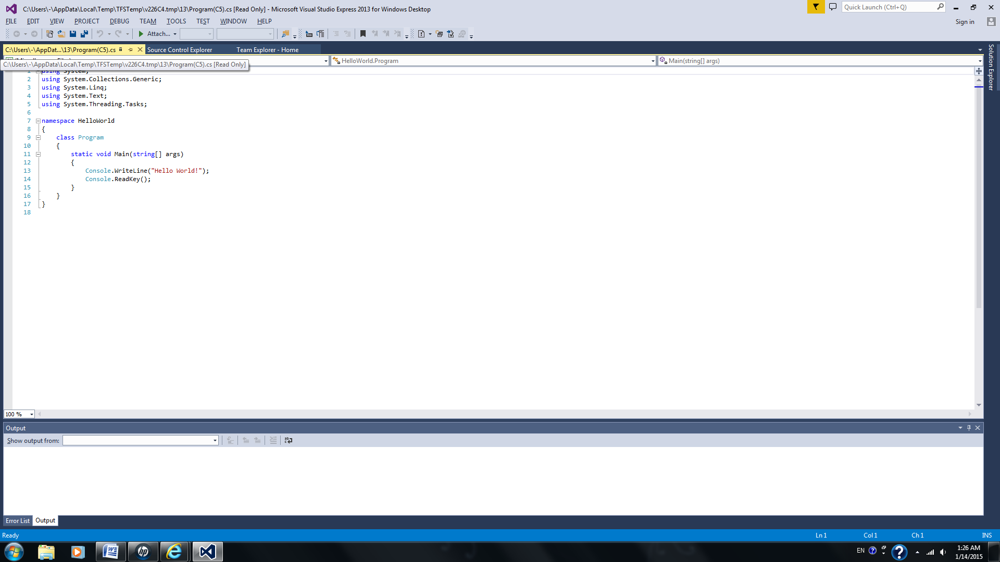 C:\Users\-\AppData\Local\Temp\TFSTemp\v226C4.tmp\13\Program(C5).cs [Read Only] - Microsoft Visual Studio Express 2013 for Windows Desktop
Quick Launch (Ctrl+Q)
FILE EDIT VIEW PROJECT DEBUG TEAM TOOLS TEST WINDOW HELP
Sign in
Attach...
C:\Users\-\AppDat...\13\Program(C5).cs
Source Control Explorer
Team Explorer - Home
Solution Explorer
HelloWorld.Program
Main(string[] args)
C:\Users\-\AppData\Local\Temp\TFSTemp\v226C4.tmp\13\Program(C5).cs [Read Only]
1 using System;
2 using System.Collections.Generic;
3 using System.Linq;
4 using System.Text;
5 using System.Threading.Tasks;
6
7 namespace HelloWorld
8 {
9 class Program
10 {
11 static void Main(string[] args)
12 {
13 Console.WriteLine("Hello World!");
14 Console.ReadKey();
15 }
16 }
17 }
18
100 %
Output
Show output from:
Error List Output
Ready
Ln 1 Col 1 Ch 1 INS
EN
1:26 AM
1/14/2015